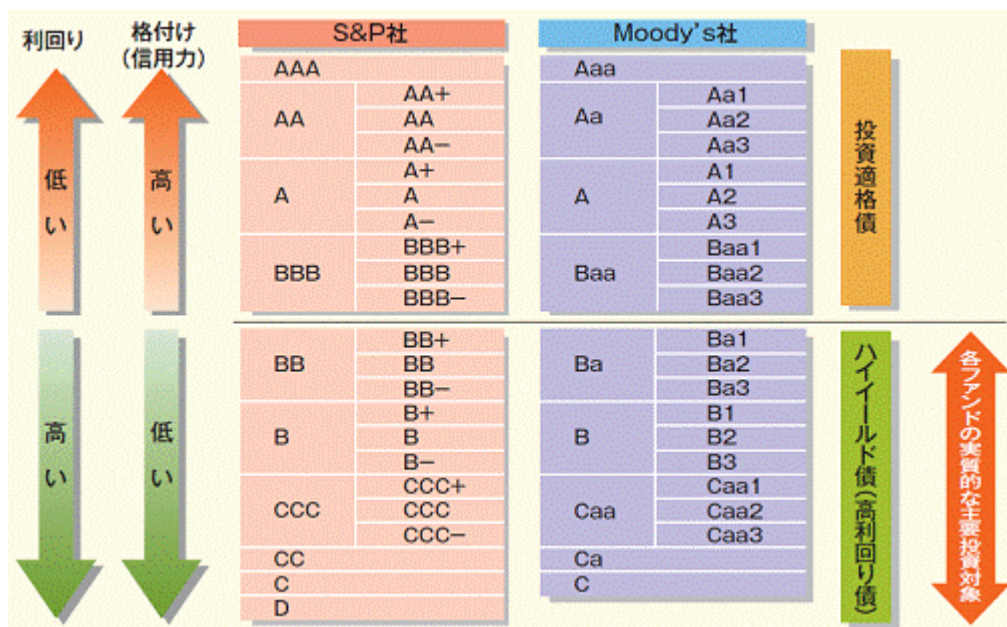 利回り
格付け
(信用力)
S&P社
Moody's社
低い
高い
AAA
Aaa
AA
AA+
AA
AA−
Aa
Aa1
Aa2
Aa3
A
A+
A
A−
A
A1
A2
A3
BBB
BBB+
BBB
BBB−
Baa
Baa1
Baa2
Baa3
投資適格債
高い
低い
BB
BB+
BB
BB−
Ba
Ba1
Ba2
Ba3
B
B+
B
B−
B
B1
B2
B3
CCC
CCC+
CCC
CCC−
Caa
Caa1
Caa2
Caa3
CC
Ca
C
C
D
ハイイールド債(高利回り債)
各ファンドの実質的な主要投資対象